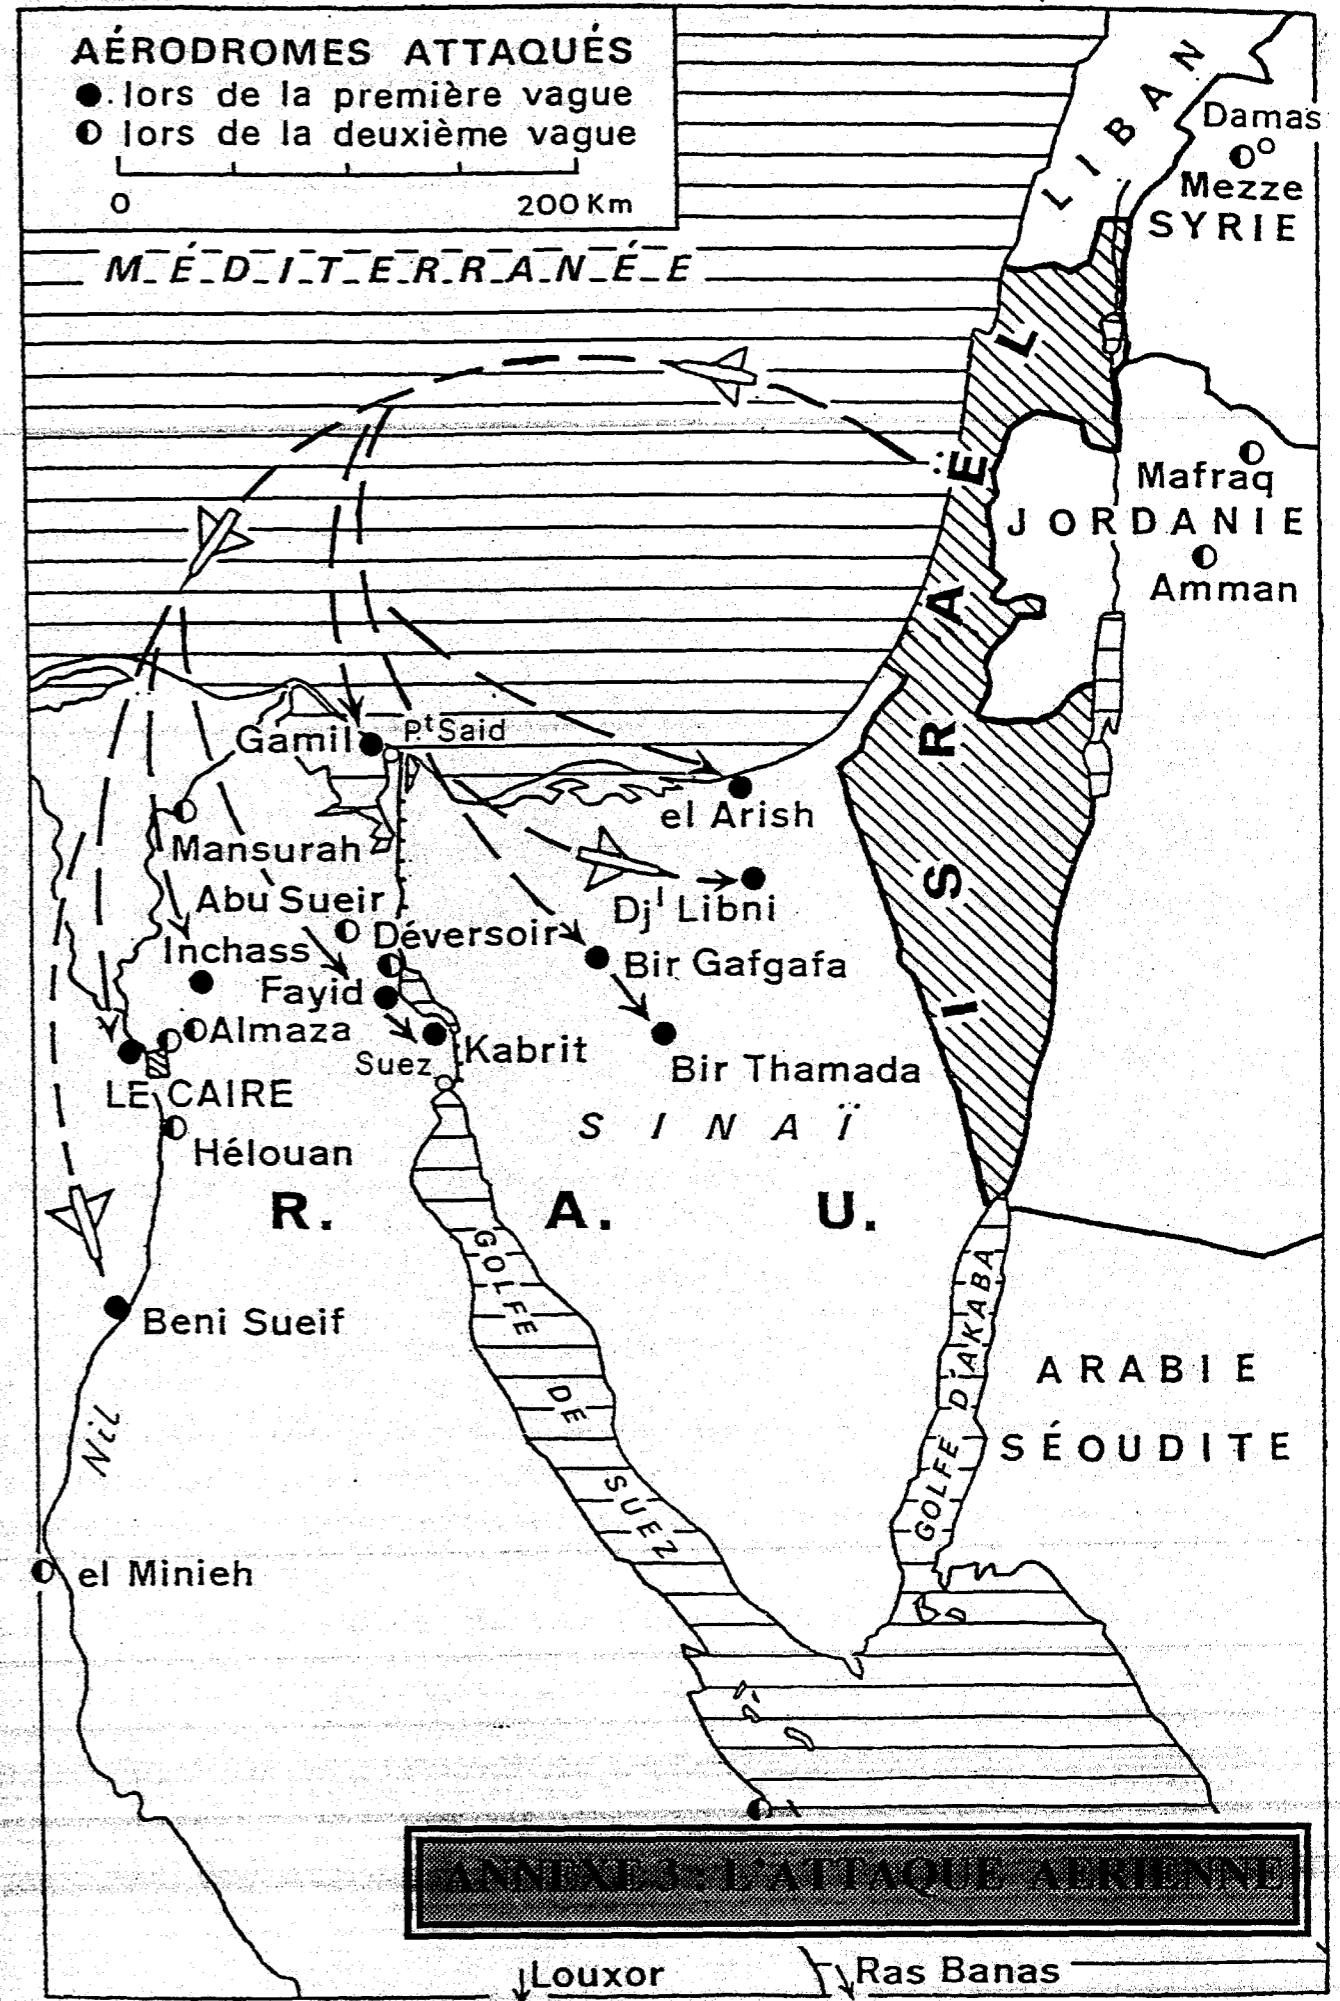 AÉRODROMES ATTAQUÉS
lors de la première vague
lors de la deuxième vague
0 200 Km
MÉDITERRANÉE
LIBAN
Damas
Mezze
SYRIE
ISRAËL
Mafraq
JORDANIE
Amman
Gamil
Pt Said
el Arish
Mansurah
Abu Sueir
Djl Libni
Déversoir
Inchass
Bir Gafgafa
Fayid
Almaza
Kabrit
Suez
Bir Thamada
LE CAIRE
SINAÏ
Hélouan
R. A. U.
GOLFE DE SUEZ
GOLFE D'AKABA
Beni Sueif
ARABIE
SÉOUDITE
Nil
el Minieh
ANNEXE 3 : L'ATTAQUE AERIENNE
Louxor
Ras Banas